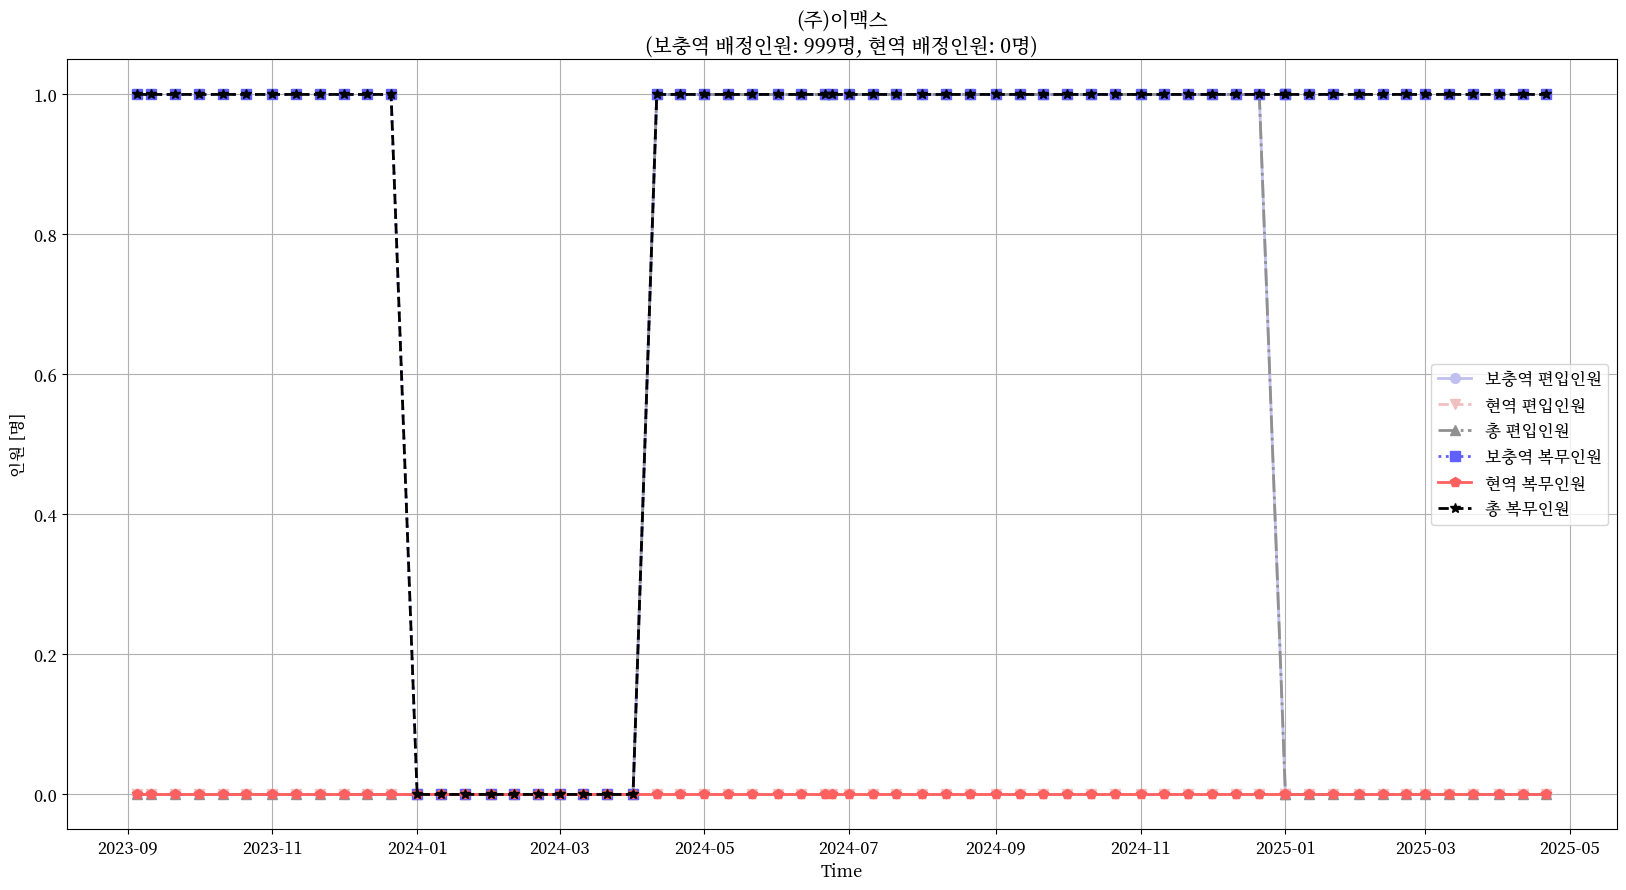 (주)이맥스
(보충역 배정인원: 999명, 현역 배정인원: 0명)
인원 [명]
1.0
0.8
0.6
0.4
0.2
0.0
보충역 편입인원
현역 편입인원
총 편입인원
보충역 복무인원
현역 복무인원
총 복무인원
2023-09
2023-11
2024-01
2024-03
2024-05
2024-07
2024-09
2024-11
2025-01
2025-03
2025-05
Time